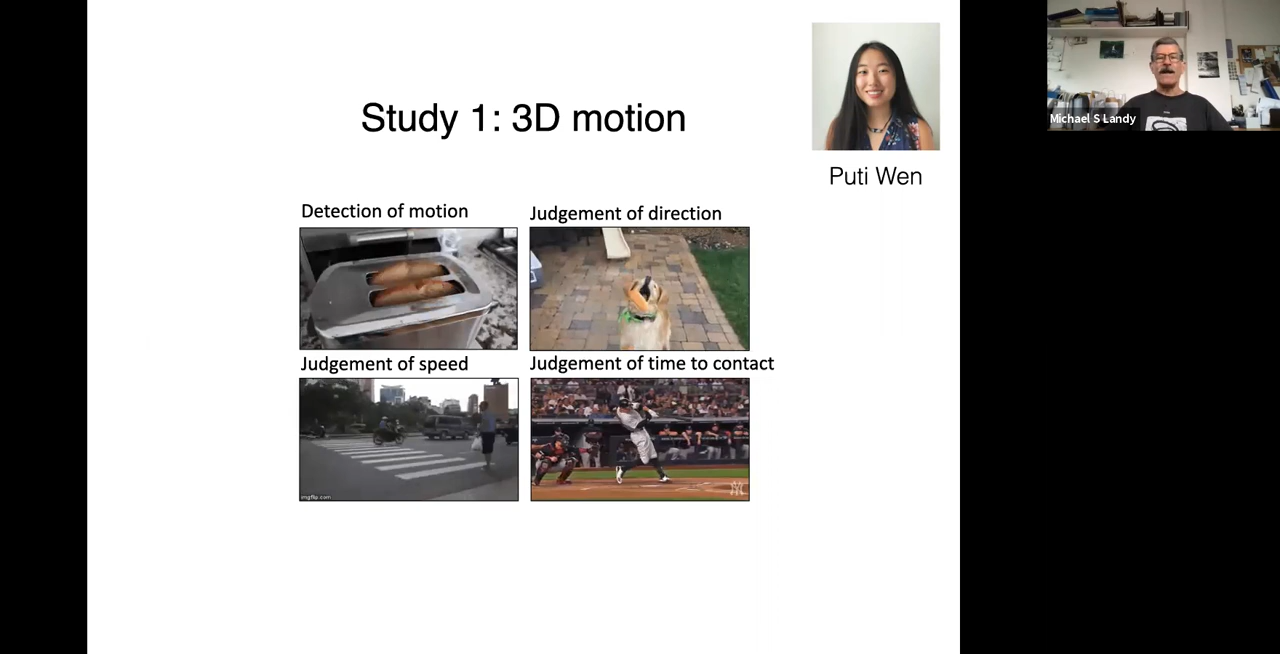 Study 1: 3D motion
Puti Wen
Michael S Landy
Detection of motion
Judgement of direction
Judgement of speed
Judgement of time to contact
imgflip.com